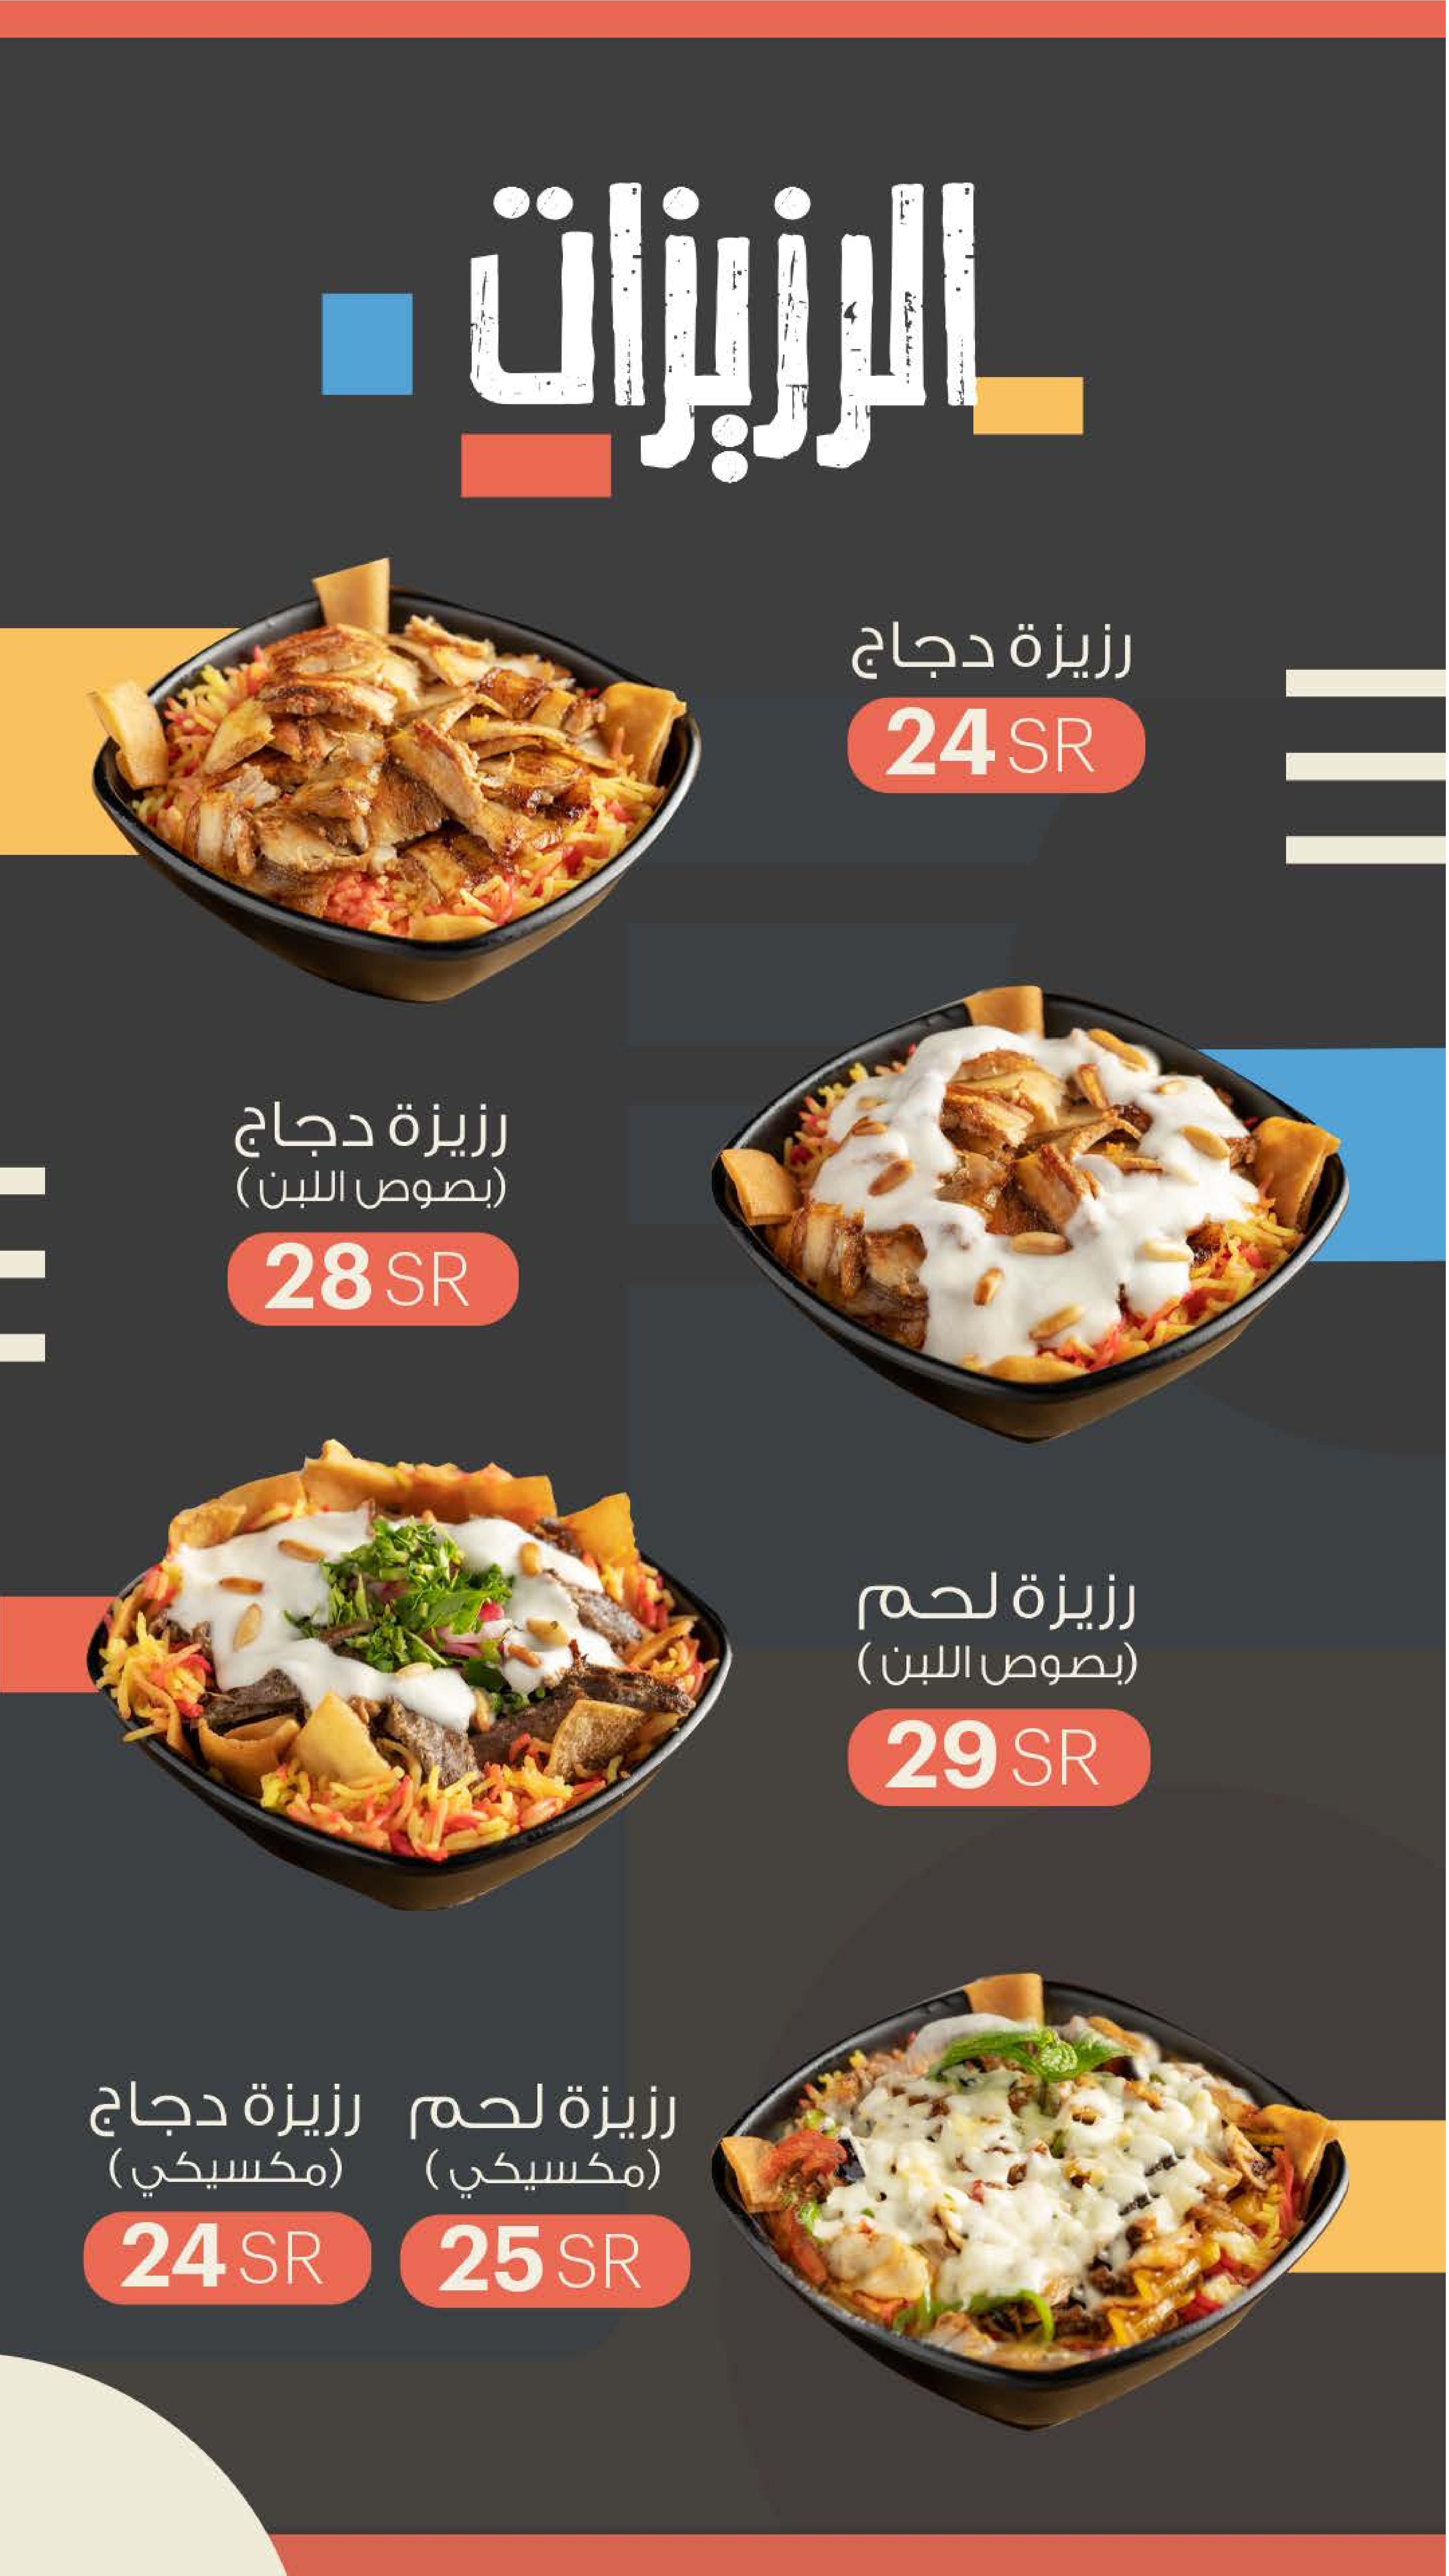 الرزيزات
رزيزة دجاج
24 SR
رزيزة دجاج
(بصوص اللبن)
28 SR
رزيزة لحم
(بصوص اللبن)
29 SR
رزيزة لحم
(مكسيكي)
25 SR
رزيزة دجاج
(مكسيكي)
24 SR